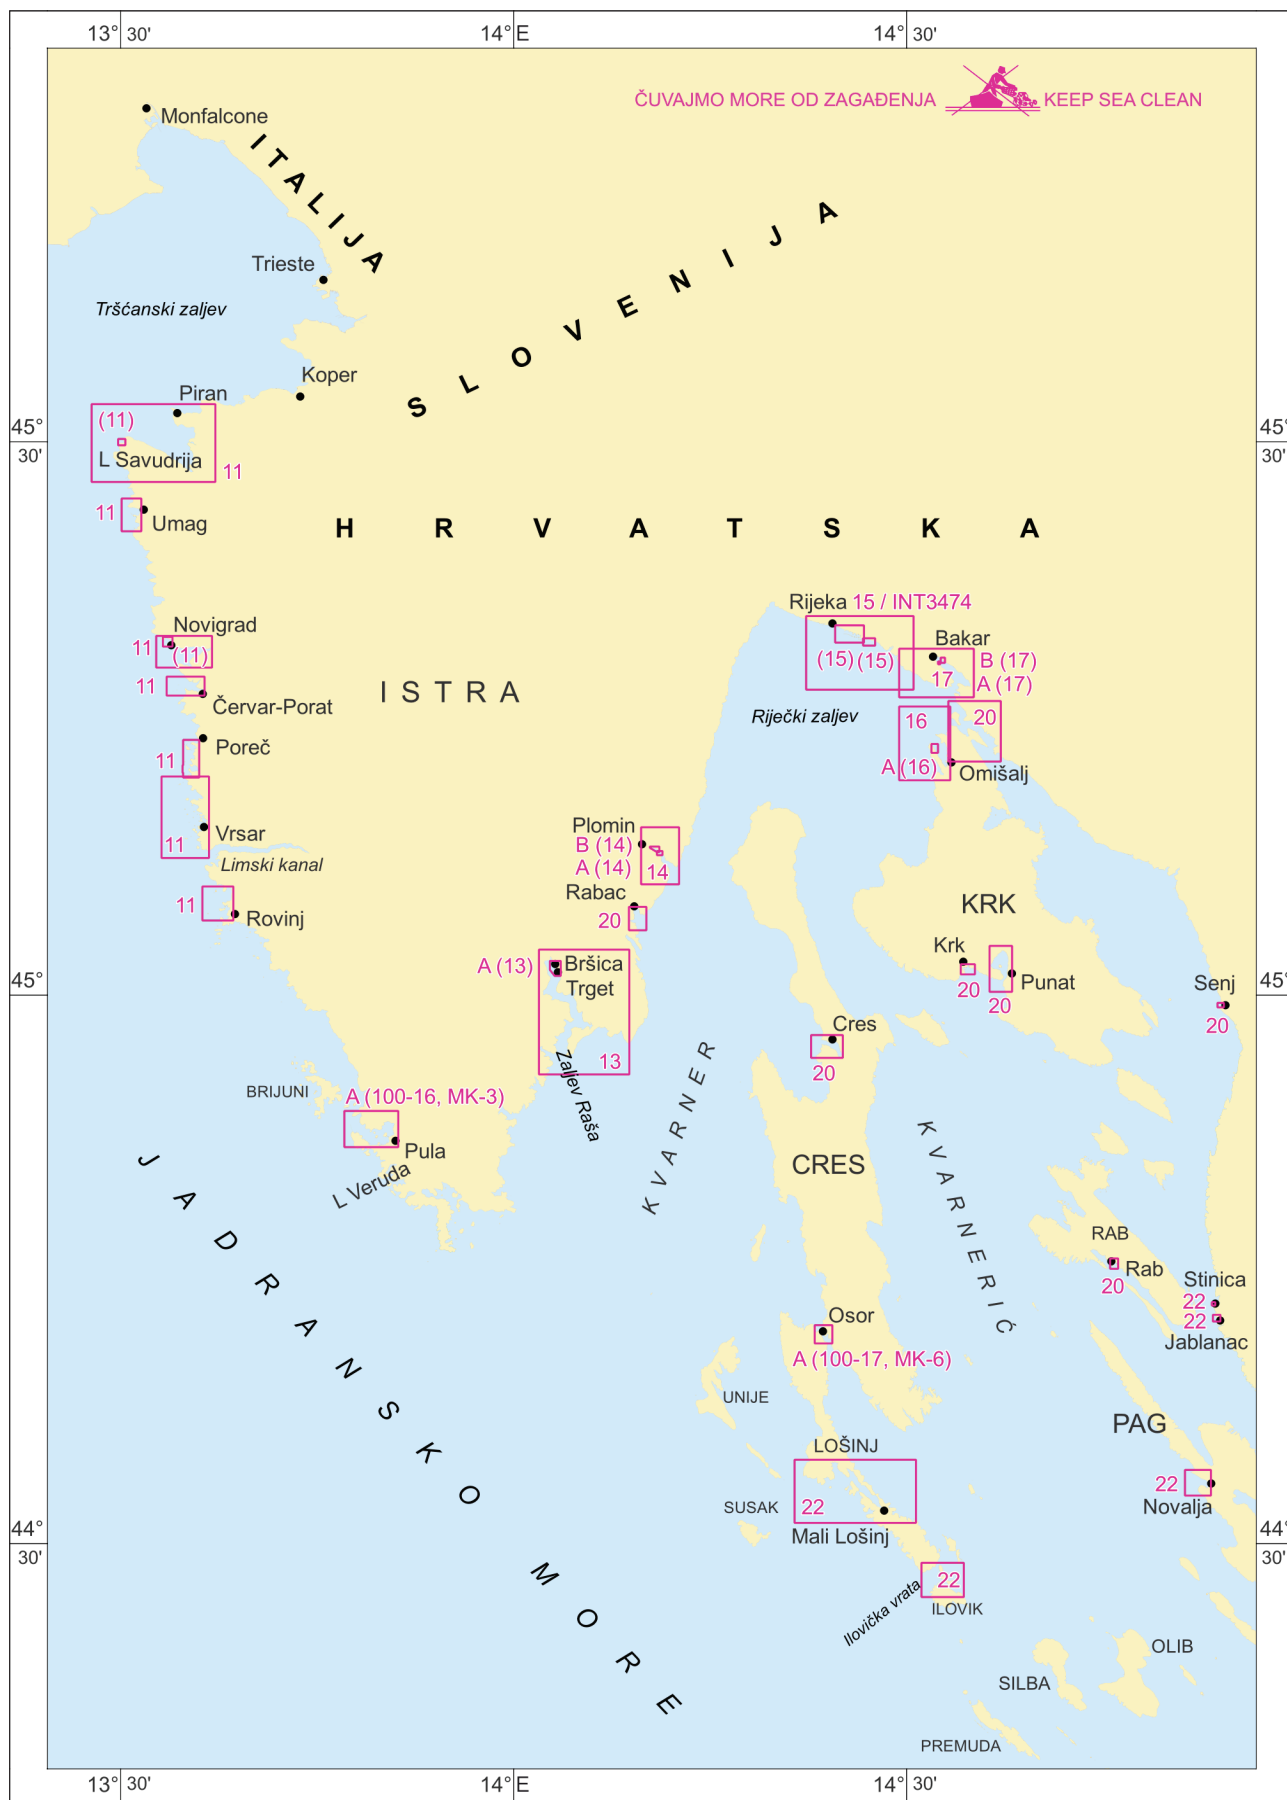 13° 30'
14° E
14° 30'
ČUVAJMO MORE OD ZAGAĐENJA
KEEP SEA CLEAN
Monfalcone
ITALIJA
Trieste
Tršćanski zaljev
SLOVENIJA
Koper
Piran
(11)
L Savudrija
11
45°
30'
45°
30'
11
Umag
HRVATSKA
Rijeka
15 / INT3474
Novigrad
11
(11)
(15)
(15)
Bakar
B (17)
17
A (17)
11
Červar-Porat
ISTRA
Riječki zaljev
16
20
Poreč
11
A (16)
Omišalj
Vrsar
11
Limski kanal
Plomin
B (14)
A (14)
14
Rabac
20
11
Rovinj
KRK
Krk
20
Punat
20
A (13)
Bršica
Trget
Senj
20
45°
45°
Cres
20
13
Zaljev Raša
KVARNER
BRIJUNI
A (100-16, MK-3)
Pula
L Veruda
CRES
KVARNERIĆ
JADRANSKO MORE
RAB
Rab
20
Stinica
22
22
Jablanac
Osor
A (100-17, MK-6)
UNIJE
PAG
LOŠINJ
22
SUSAK
Mali Lošinj
22
Novalja
44°
30'
44°
30'
22
Ilovička vrata
ILOVIK
OLIB
SILBA
PREMUDA
13° 30'
14° E
14° 30'